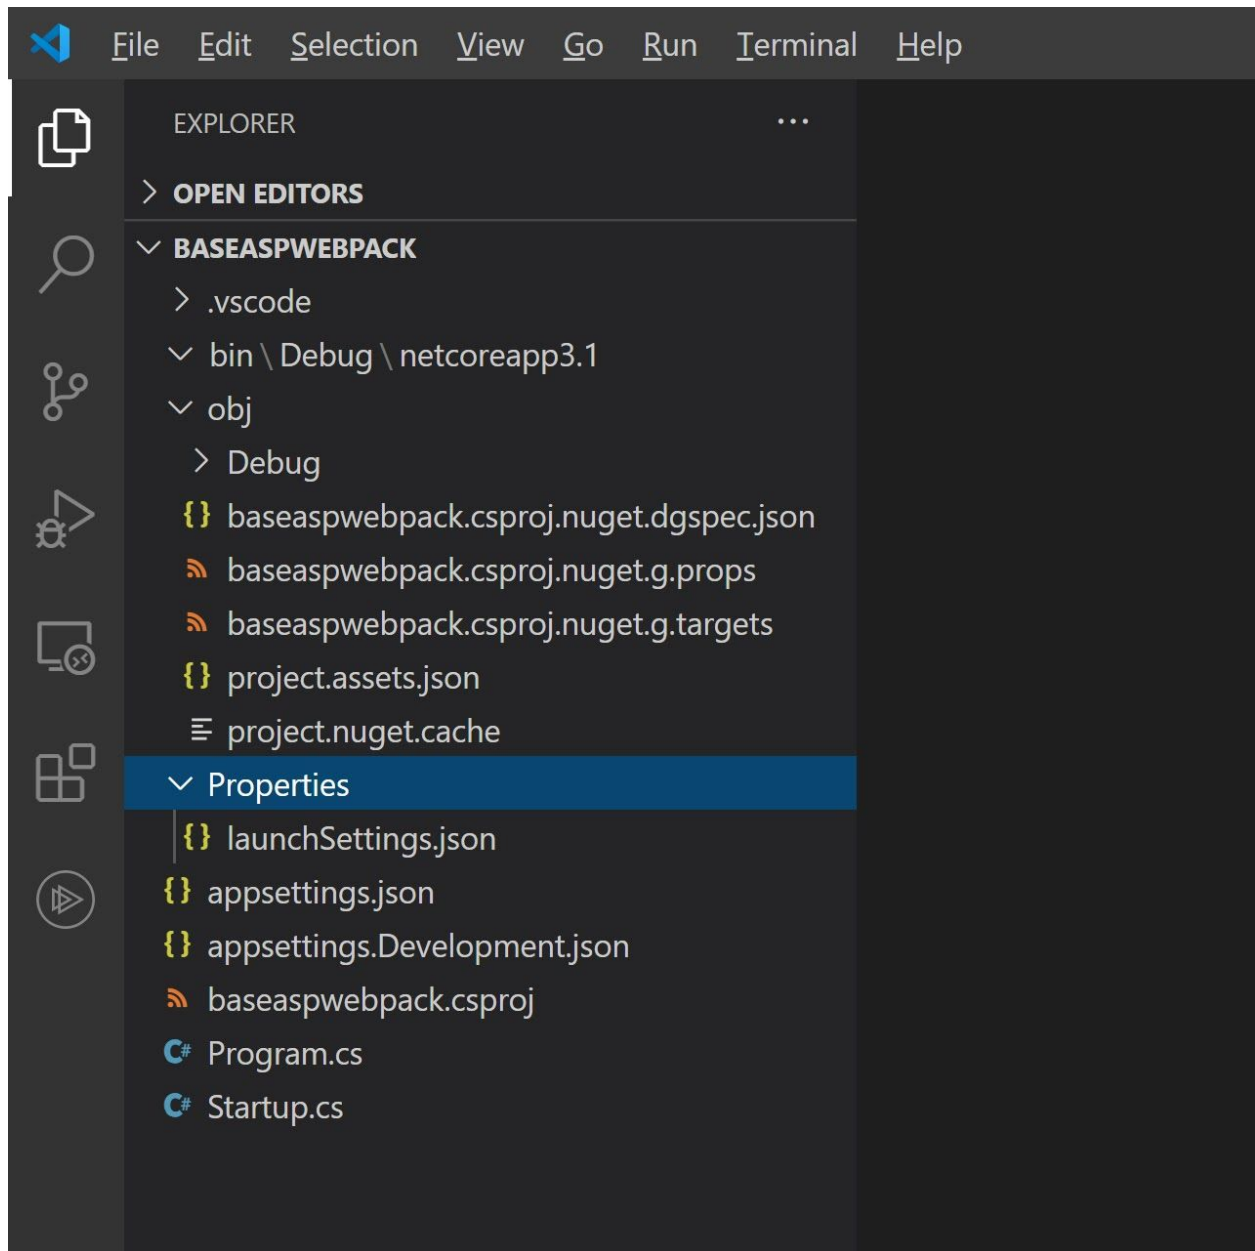 File Edit Selection View Go Run Terminal Help
EXPLORER
OPEN EDITORS
BASEASPWEBPACK
.vscode
bin \ Debug \ netcoreapp3.1
obj
Debug
baseaspwebpack.csproj.nuget.dgspec.json
baseaspwebpack.csproj.nuget.g.props
baseaspwebpack.csproj.nuget.g.targets
project.assets.json
project.nuget.cache
Properties
launchSettings.json
appsettings.json
appsettings.Development.json
baseaspwebpack.csproj
Program.cs
Startup.cs